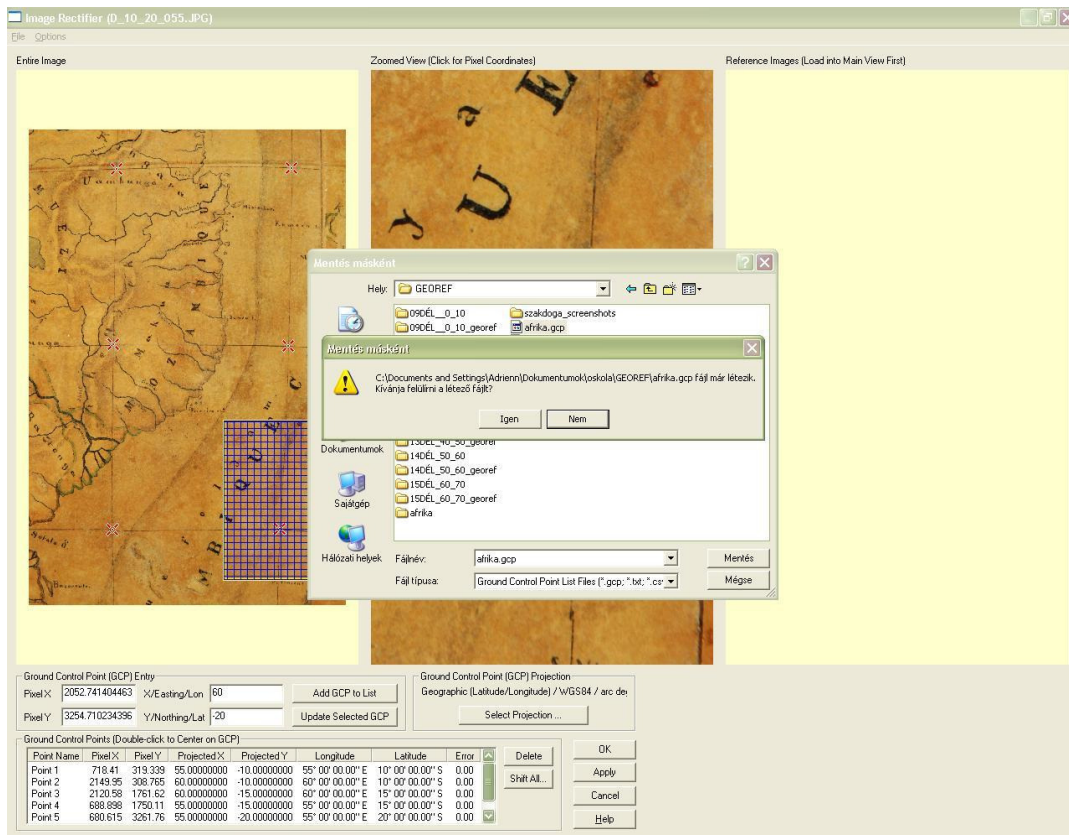 Image Rectifier (D_10_20_055.JPG)
File Options
Entire Image
Zoomed View (Click for Pixel Coordinates)
Reference Images (Load into Main View First)
a
U E
y
Mentés másként
Hely: GEOREF
09DÉL__0_10
szakdoga_screenshots
09DÉL__0_10_georef
afrika.gcp
Mentés másként
C:\Documents and Settings\Adrienn\Dokumentumok\oskola\GEOREF\afrika.gcp fájl már létezik.
Kívánja felülírni a létező fájlt?
Igen Nem
13DÉL_40_50_georef
Dokumentumok
14DÉL_50_60
14DÉL_50_60_georef
15DÉL_60_70
Sajátgép
15DÉL_60_70_georef
afrika
Hálózati helyek
Fájlnév: afrika.gcp Mentés
Fájl típusa: Ground Control Point List Files (*.gcp; *.txt; *.cs Mégse
Ground Control Point (GCP) Entry
Pixel X 2052.741404463 X/Easting/Lon 60 Add GCP to List
Pixel Y 3254.710234396 Y/Northing/Lat -20 Update Selected GCP
Ground Control Point (GCP) Projection
Geographic (Latitude/Longitude) / WGS84 / arc de
Select Projection ...
Ground Control Points (Double-click to Center on GCP)
Point Name Pixel X Pixel Y Projected X Projected Y Longitude Latitude Error
Point 1 718.41 319.339 55.00000000 -10.00000000 55° 00' 00.00" E 10° 00' 00.00" S 0.00
Point 2 2149.95 308.765 60.00000000 -10.00000000 60° 00' 00.00" E 10° 00' 00.00" S 0.00
Point 3 2120.58 1761.62 60.00000000 -15.00000000 60° 00' 00.00" E 15° 00' 00.00" S 0.00
Point 4 688.898 1750.11 55.00000000 -15.00000000 55° 00' 00.00" E 15° 00' 00.00" S 0.00
Point 5 680.615 3261.76 55.00000000 -20.00000000 55° 00' 00.00" E 20° 00' 00.00" S 0.00
Delete
Shift All...
OK
Apply
Cancel
Help